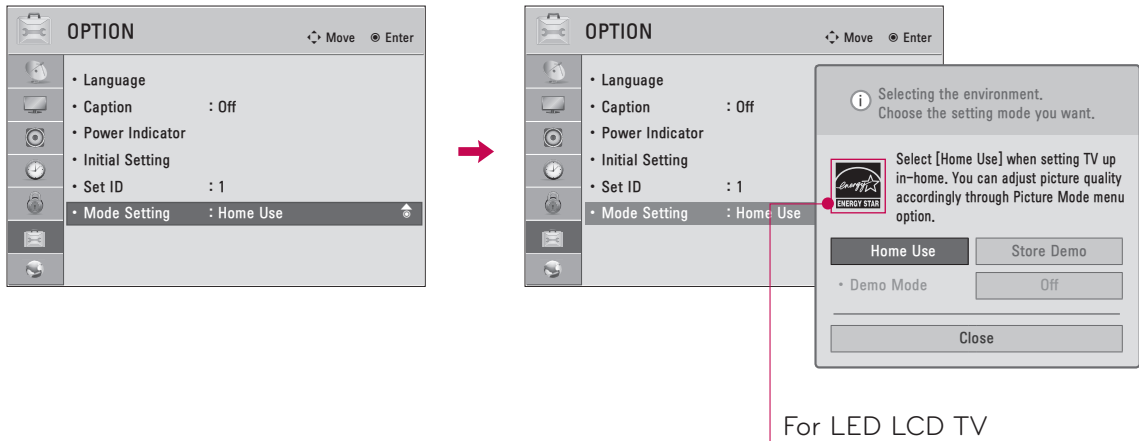 OPTION
Move
Enter
• Language
• Caption : Off
• Power Indicator
• Initial Setting
• Set ID : 1
• Mode Setting : Home Use
OPTION
Move
Enter
• Language
• Caption : Off
• Power Indicator
• Initial Setting
• Set ID : 1
• Mode Setting : Home Use
i
Selecting the environment.
Choose the setting mode you want.
energy
ENERGY STAR
Select [Home Use] when setting TV up
in-home. You can adjust picture quality
accordingly through Picture Mode menu
option.
Home Use
Store Demo
• Demo Mode
Off
Close
For LED LCD TV